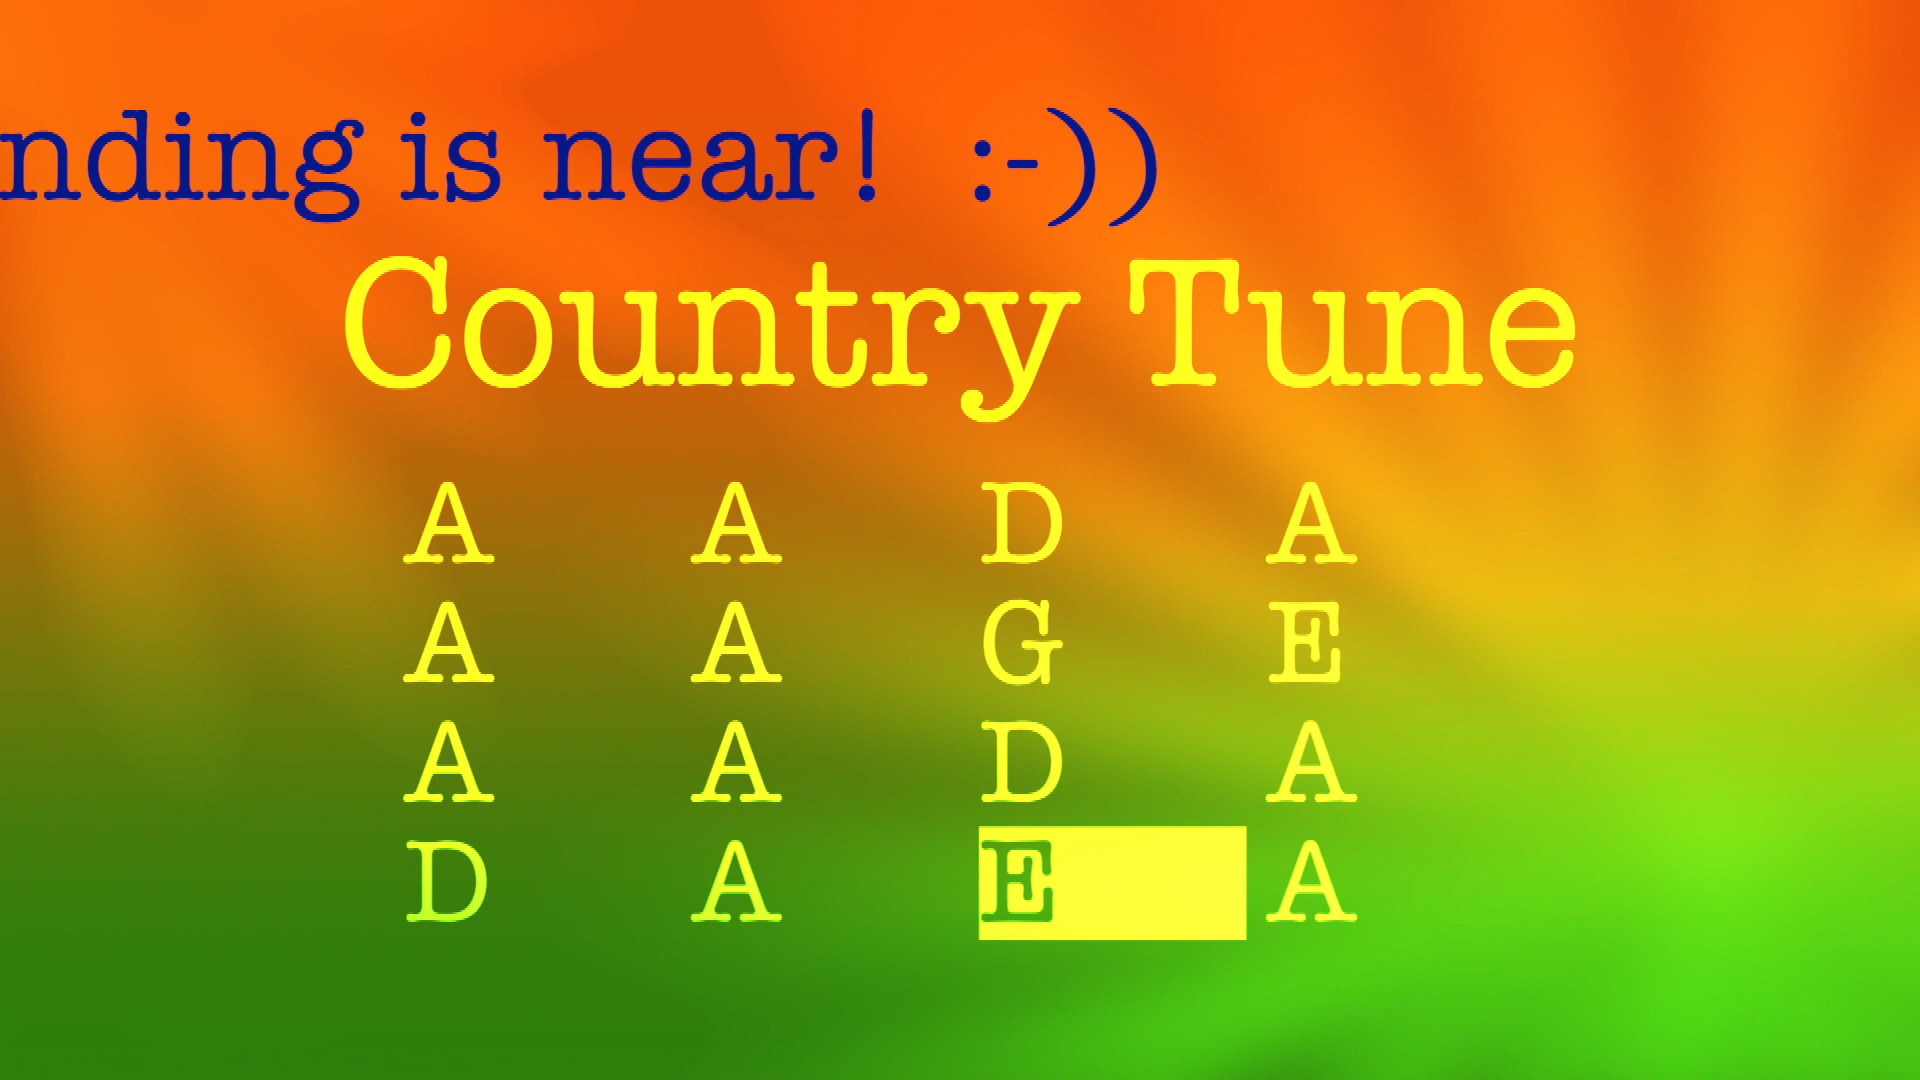 nding is near!  :-))
Country Tune
A A D A
A A G E
A A D A
D A E A